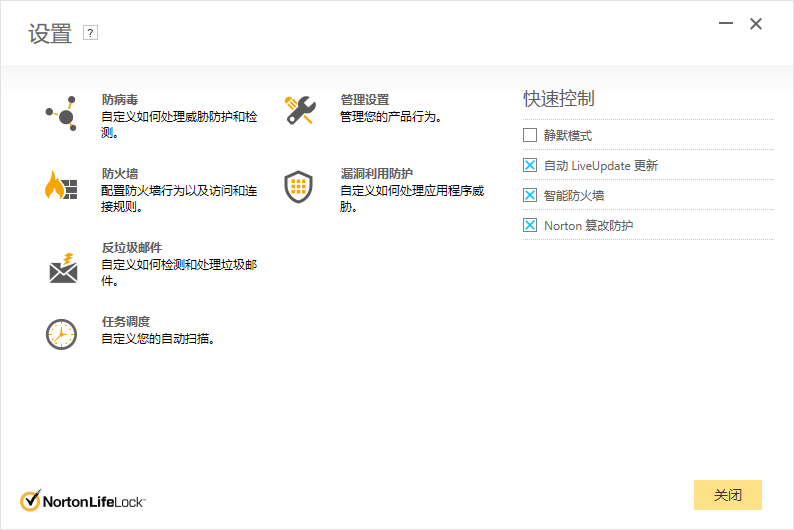 设置 ?
防病毒
自定义如何处理威胁防护和检
测。
防火墙
配置防火墙行为以及访问和连
接规则。
反垃圾邮件
自定义如何检测和处理垃圾邮
件。
任务调度
自定义您的自动扫描。
管理设置
管理您的产品行为。
漏洞利用防护
自定义如何处理应用程序威
胁。
快速控制
静默模式
自动 LiveUpdate 更新
智能防火墙
Norton 篡改防护
NortonLifeLock
关闭